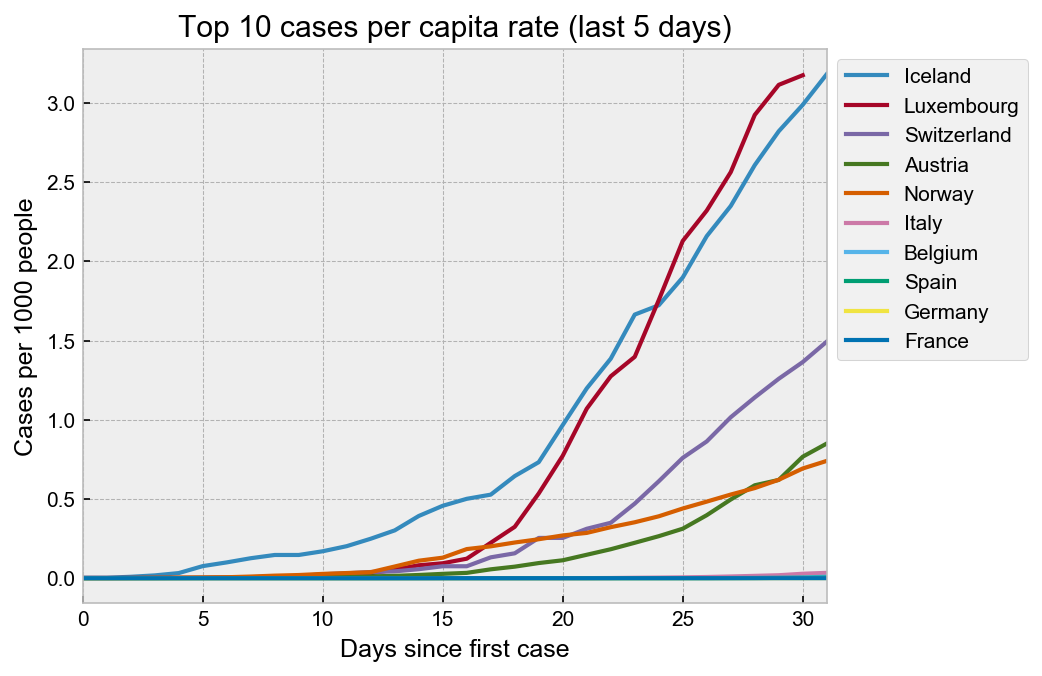 Top 10 cases per capita rate (last 5 days)
Cases per 1000 people
3.0
2.5
2.0
1.5
1.0
0.5
0.0
0 5 10 15 20 25 30
Days since first case
Iceland
Luxembourg
Switzerland
Austria
Norway
Italy
Belgium
Spain
Germany
France